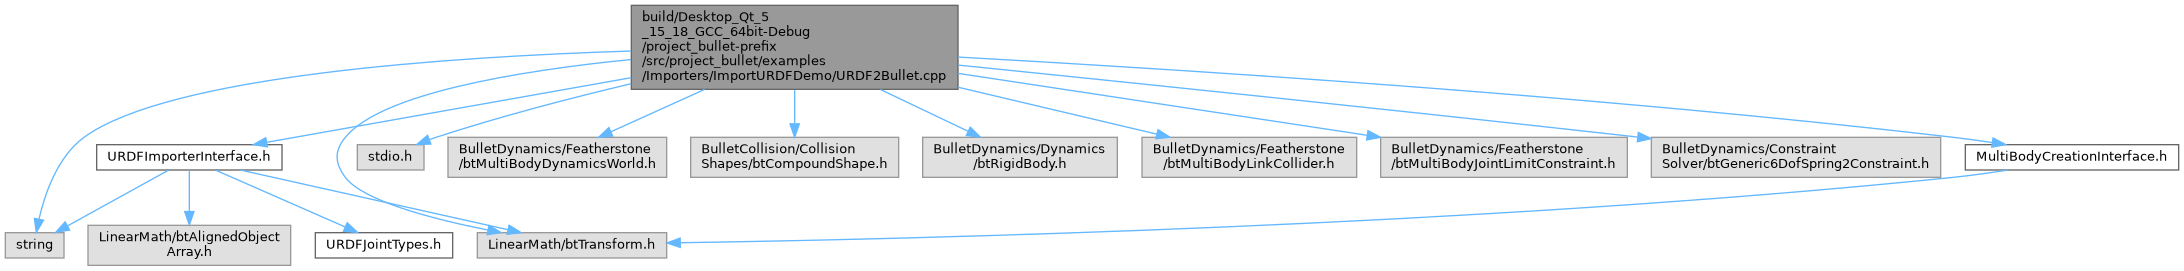 build/Desktop_Qt_5
_15_18_GCC_64bit-Debug
/project_bullet-prefix
/src/project_bullet/examples
/Importers/ImportURDFDemo/URDF2Bullet.cpp
URDFImporterInterface.h
stdio.h
BulletDynamics/Featherstone
/btMultiBodyDynamicsWorld.h
BulletCollision/Collision
Shapes/btCompoundShape.h
BulletDynamics/Dynamics
/btRigidBody.h
BulletDynamics/Featherstone
/btMultiBodyLinkCollider.h
BulletDynamics/Featherstone
/btMultiBodyJointLimitConstraint.h
BulletDynamics/Constraint
Solver/btGeneric6DofSpring2Constraint.h
MultiBodyCreationInterface.h
string
LinearMath/btAlignedObject
Array.h
URDFJointTypes.h
LinearMath/btTransform.h